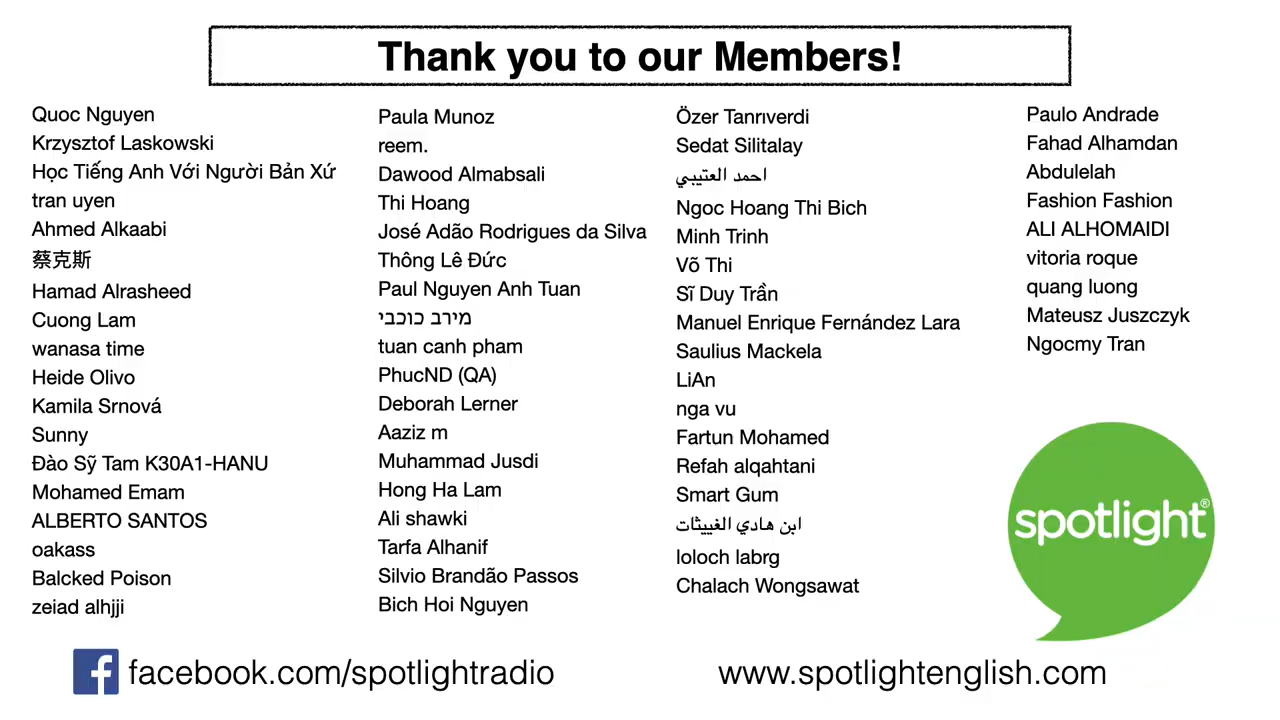 Thank you to our Members!
Quoc Nguyen
Krzysztof Laskowski
Học Tiếng Anh Với Người Bản Xứ
tran uyen
Ahmed Alkaabi
蔡克斯
Hamad Alrasheed
Cuong Lam
wanasa time
Heide Olivo
Kamila Srnová
Sunny
Đào Sỹ Tam K30A1-HANU
Mohamed Emam
ALBERTO SANTOS
oakass
Balcked Poison
zeiad alhjji
Paula Munoz
reem.
Dawood Almabsali
Thi Hoang
José Adão Rodrigues da Silva
Thông Lê Đức
Paul Nguyen Anh Tuan
מירב כוכבי
tuan canh pham
PhucND (QA)
Deborah Lerner
Aaziz m
Muhammad Jusdi
Hong Ha Lam
Ali shawki
Tarfa Alhanif
Silvio Brandão Passos
Bich Hoi Nguyen
Özer Tanrıverdi
Sedat Silitalay
احمد العتيبي
Ngoc Hoang Thi Bich
Minh Trinh
Võ Thi
Sĩ Duy Trần
Manuel Enrique Fernández Lara
Saulius Mackela
LiAn
nga vu
Fartun Mohamed
Refah alqahtani
Smart Gum
ابن هادي الغييثات
loloch labrg
Chalach Wongsawat
Paulo Andrade
Fahad Alhamdan
Abdulelah
Fashion Fashion
ALI ALHOMAIDI
vitoria roque
quang luong
Mateusz Juszczyk
Ngocmy Tran
spotlight®
facebook.com/spotlightradio
www.spotlightenglish.com